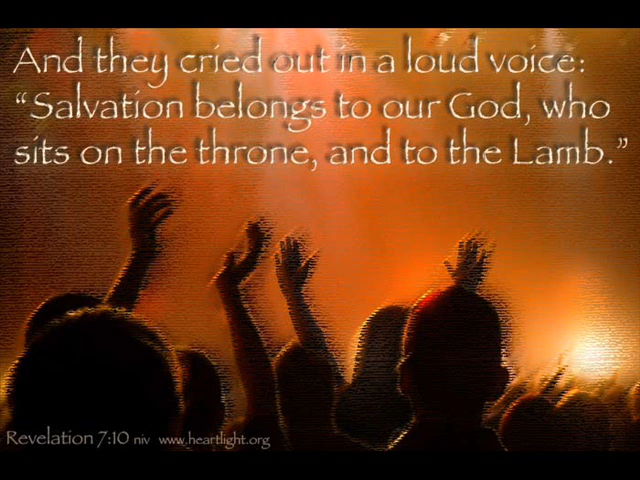 And they cried out in a loud voice:
“Salvation belongs to our God, who
sits on the throne, and to the Lamb.”
Revelation 7:10 niv www.heartlight.org